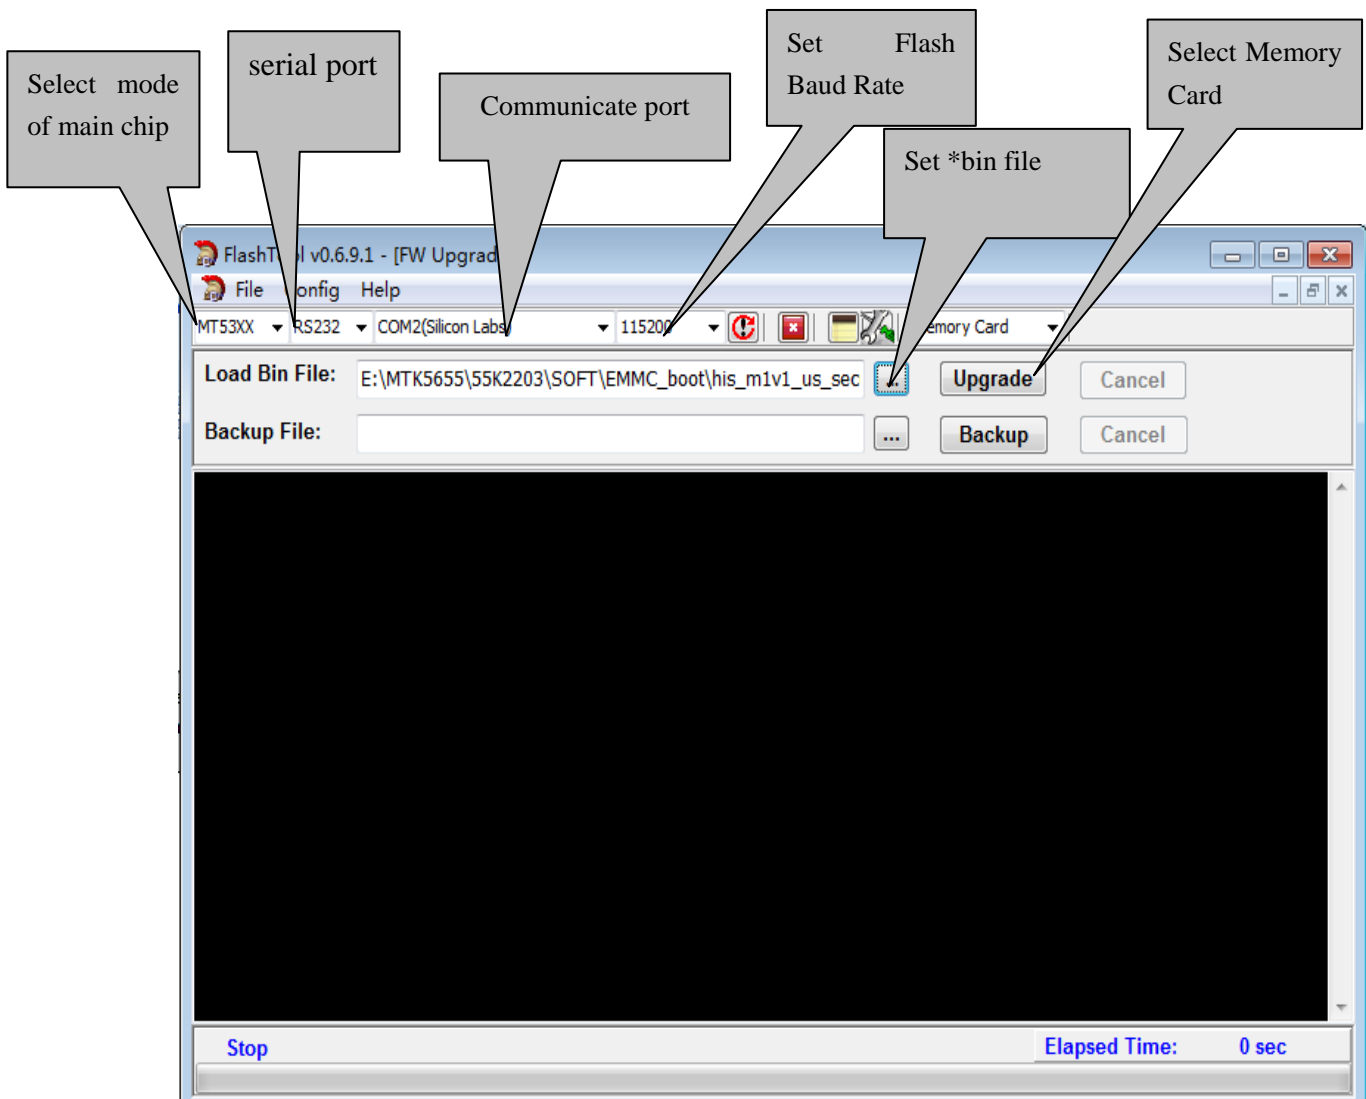 Select mode
of main chip
serial port
Communicate port
Set Flash
Baud Rate
Set *bin file
Select Memory
Card
FlashT ol v0.6.9.1 - [FW Upgrad
File onfig Help
MT53XX RS232 COM2(Silicon Labs) 115200 emory Card
Load Bin File: E:\MTK5655\55K2203\SOFT\EMMC_boot\his_m1v1_us_sec ... Upgrade Cancel
Backup File: ... Backup Cancel
Stop Elapsed Time: 0 sec